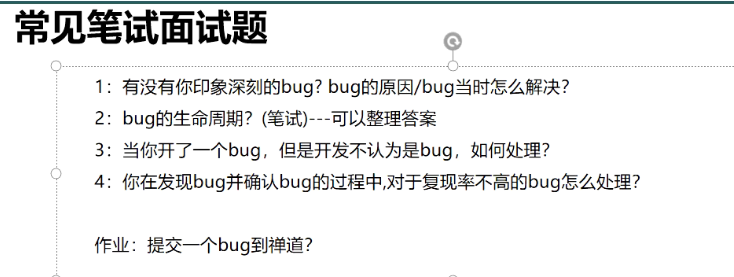 常见笔试面试题
1：有没有你印象深刻的bug? bug的原因/bug当时怎么解决？
2：bug的生命周期？(笔试)---可以整理答案
3：当你开了一个bug，但是开发不认为是bug，如何处理？
4：你在发现bug并确认bug的过程中,对于复现率不高的bug怎么处理？
作业：提交一个bug到禅道？